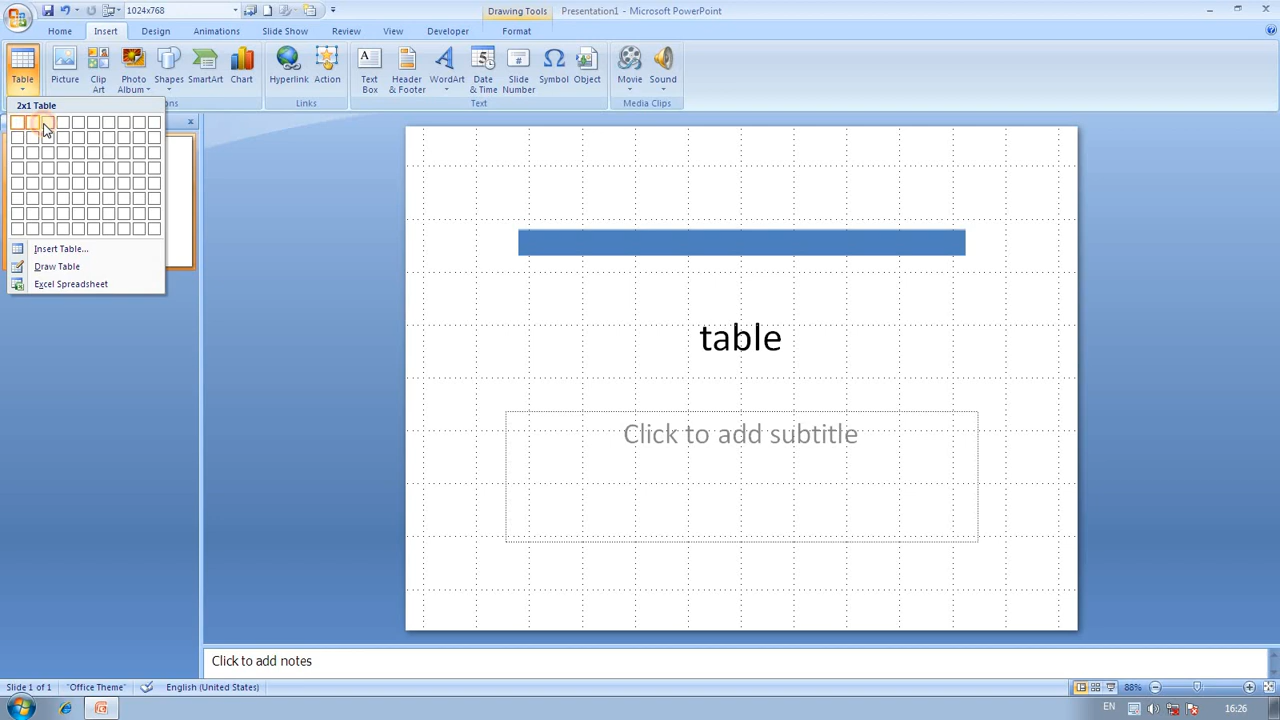 1024x768
Drawing Tools
Presentation1 - Microsoft PowerPoint
Home Insert Design Animations Slide Show Review View Developer Format
Table
Picture
Clip Art
Photo Album
Shapes
SmartArt
Chart
Hyperlink
Action
Text Box
Header & Footer
WordArt
Date & Time
Slide Number
Symbol
Object
Movie
Sound
ons
Links
Text
Media Clips
2x1 Table
Insert Table...
Draw Table
Excel Spreadsheet
table
Click to add subtitle
Click to add notes
Slide 1 of 1
"Office Theme"
English (United States)
88%
EN
16:26